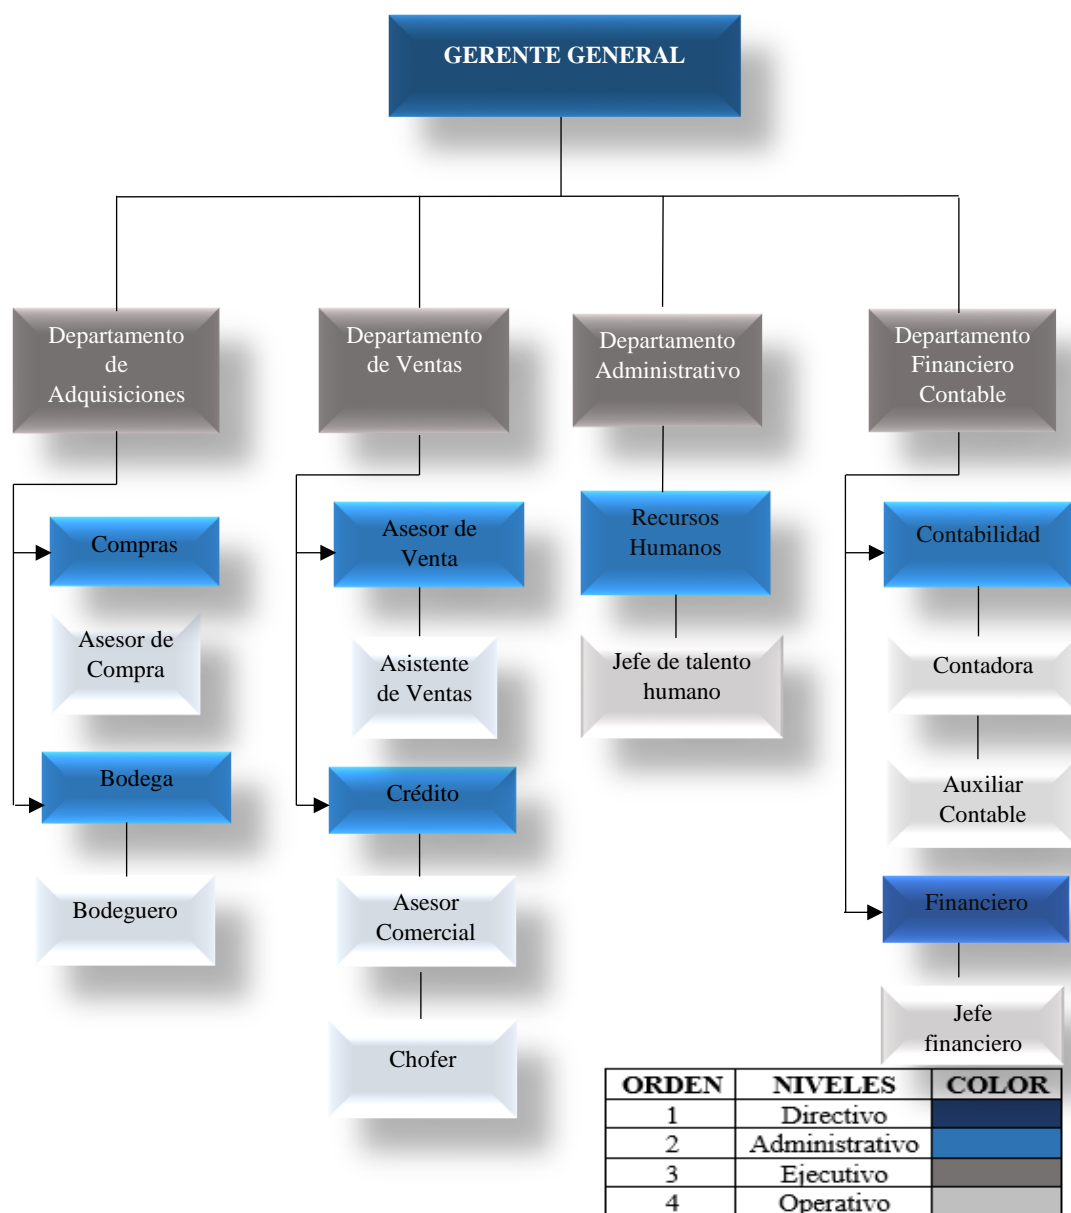 GERENTE GENERAL
Departamento
de
Adquisiciones
Departamento
de Ventas
Departamento
Administrativo
Departamento
Financiero
Contable
Compras
Asesor de
Venta
Recursos
Humanos
Contabilidad
Asesor de
Compra
Asistente
de Ventas
Jefe de talento
humano
Contadora
Bodega
Crédito
Auxiliar
Contable
Bodeguero
Asesor
Comercial
Financiero
Chofer
Jefe
financiero
ORDEN NIVELES COLOR
1 Directivo
2 Administrativo
3 Ejecutivo
4 Operativo